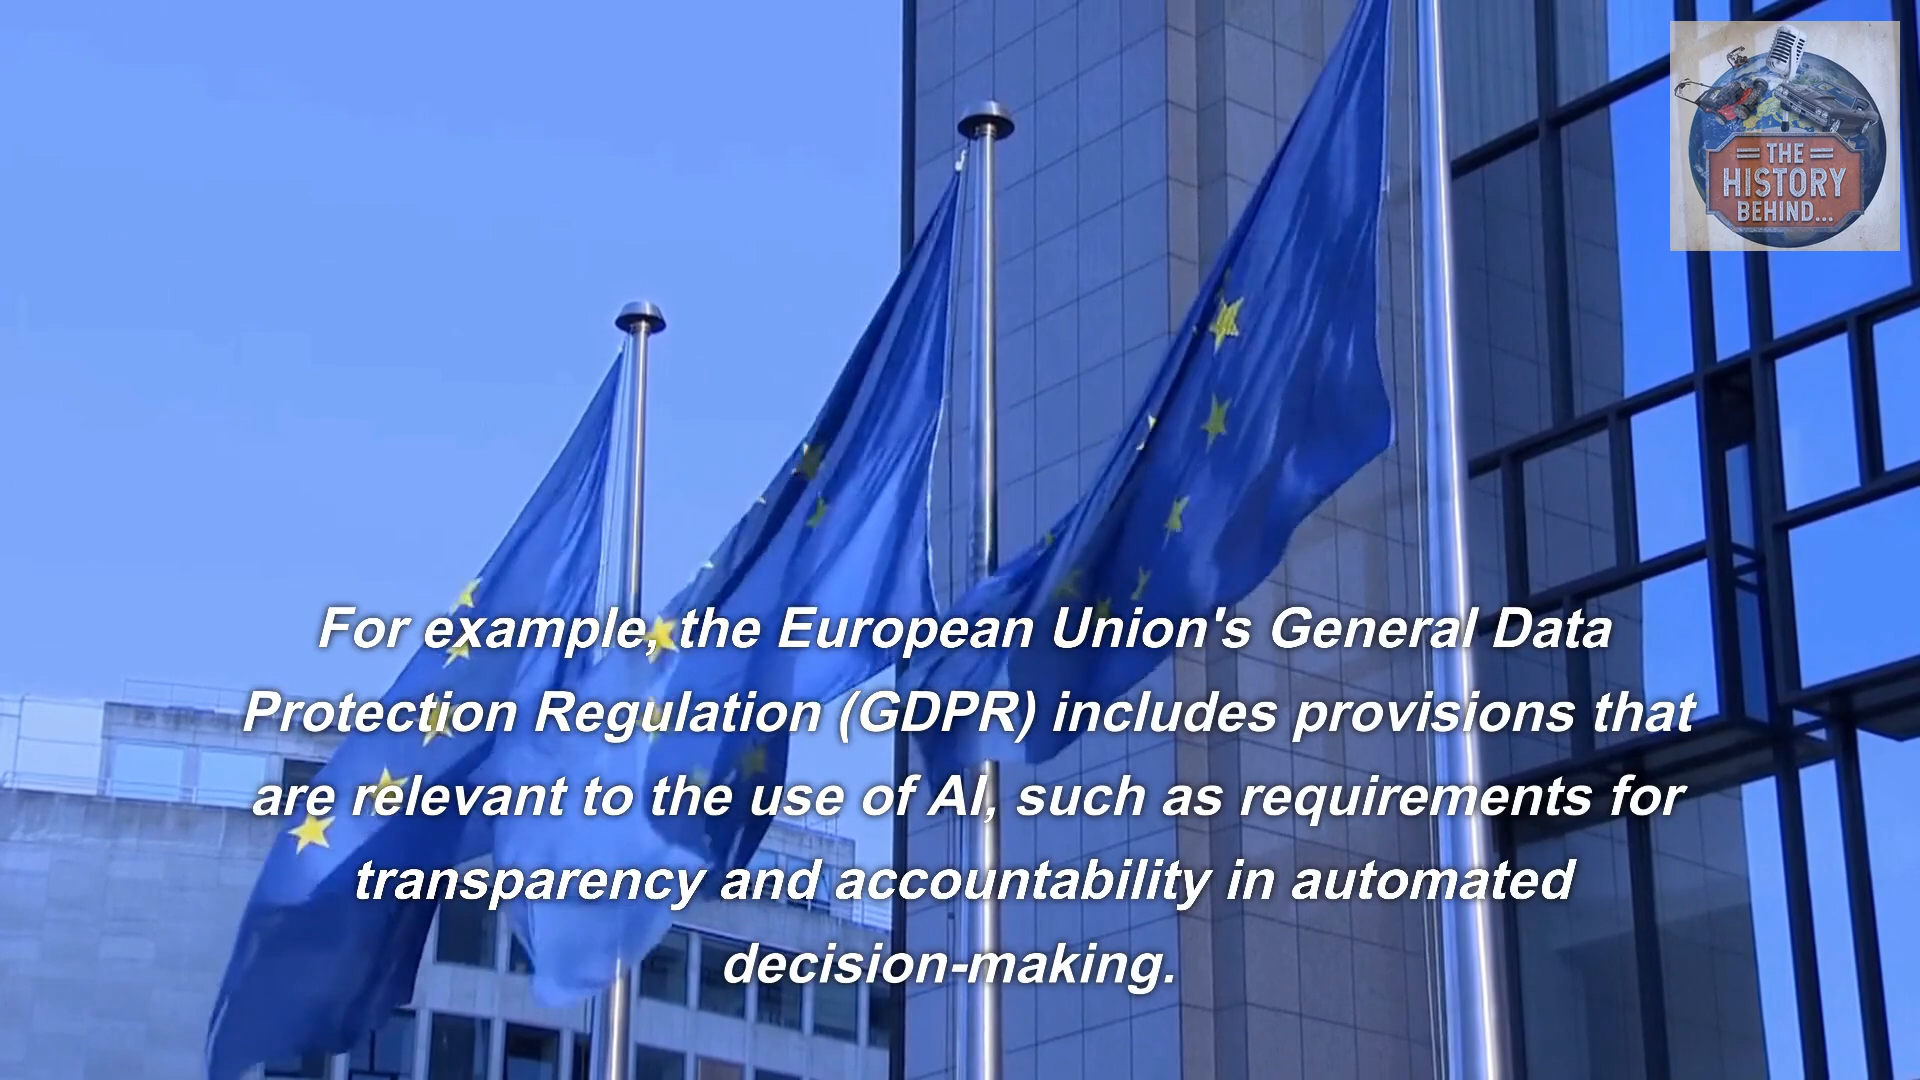 THE
HISTORY
BEHIND...
For example, the European Union's General Data
Protection Regulation (GDPR) includes provisions that
are relevant to the use of AI, such as requirements for
transparency and accountability in automated
decision-making.